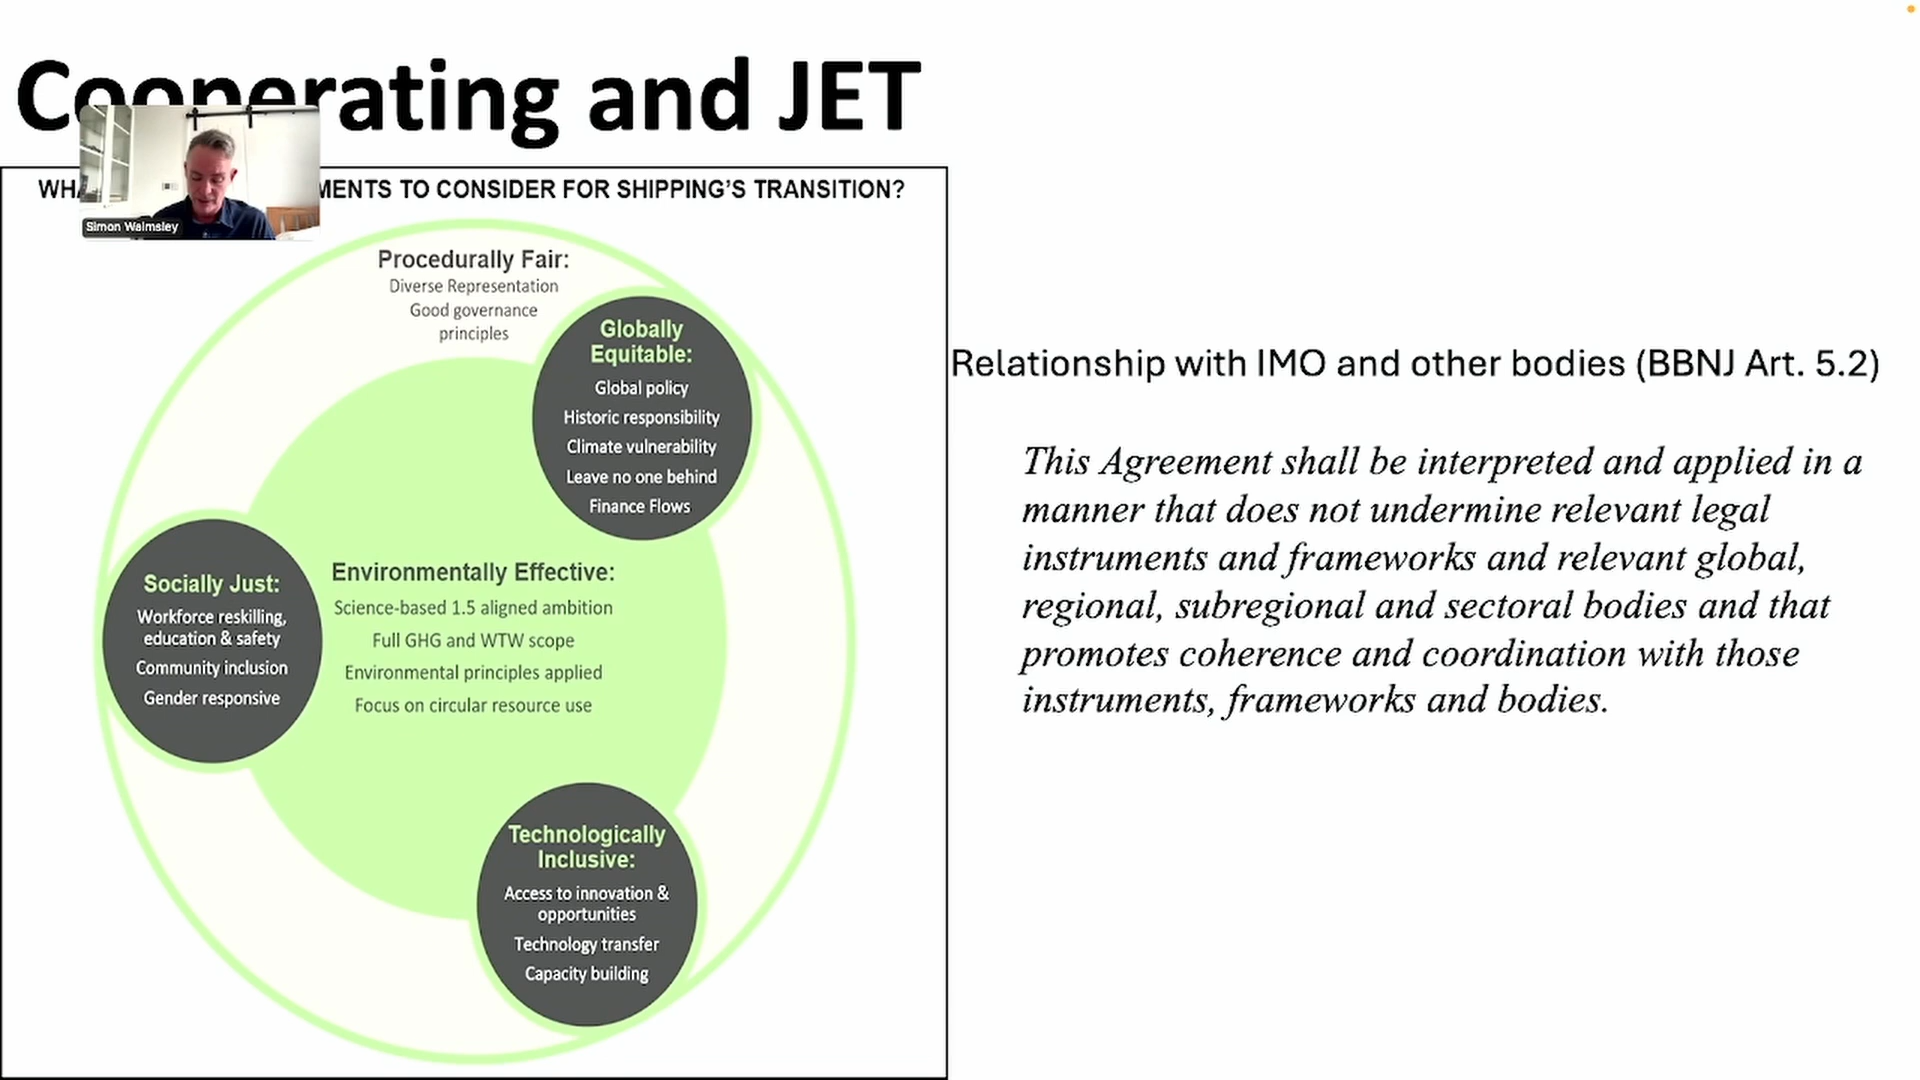 Cooperating and JET
MENTS TO CONSIDER FOR SHIPPING'S TRANSITION?
Simon Walmsley
Procedurally Fair:
Diverse Representation
Good governance
principles
Globally
Equitable:
Global policy
Historic responsibility
Climate vulnerability
Leave no one behind
Finance Flows
Socially Just:
Workforce reskilling,
education & safety
Community inclusion
Gender responsive
Environmentally Effective:
Science-based 1.5 aligned ambition
Full GHG and WTW scope
Environmental principles applied
Focus on circular resource use
Technologically
Inclusive:
Access to innovation &
opportunities
Technology transfer
Capacity building
Relationship with IMO and other bodies (BBNJ Art. 5.2)
This Agreement shall be interpreted and applied in a
manner that does not undermine relevant legal
instruments and frameworks and relevant global,
regional, subregional and sectoral bodies and that
promotes coherence and coordination with those
instruments, frameworks and bodies.